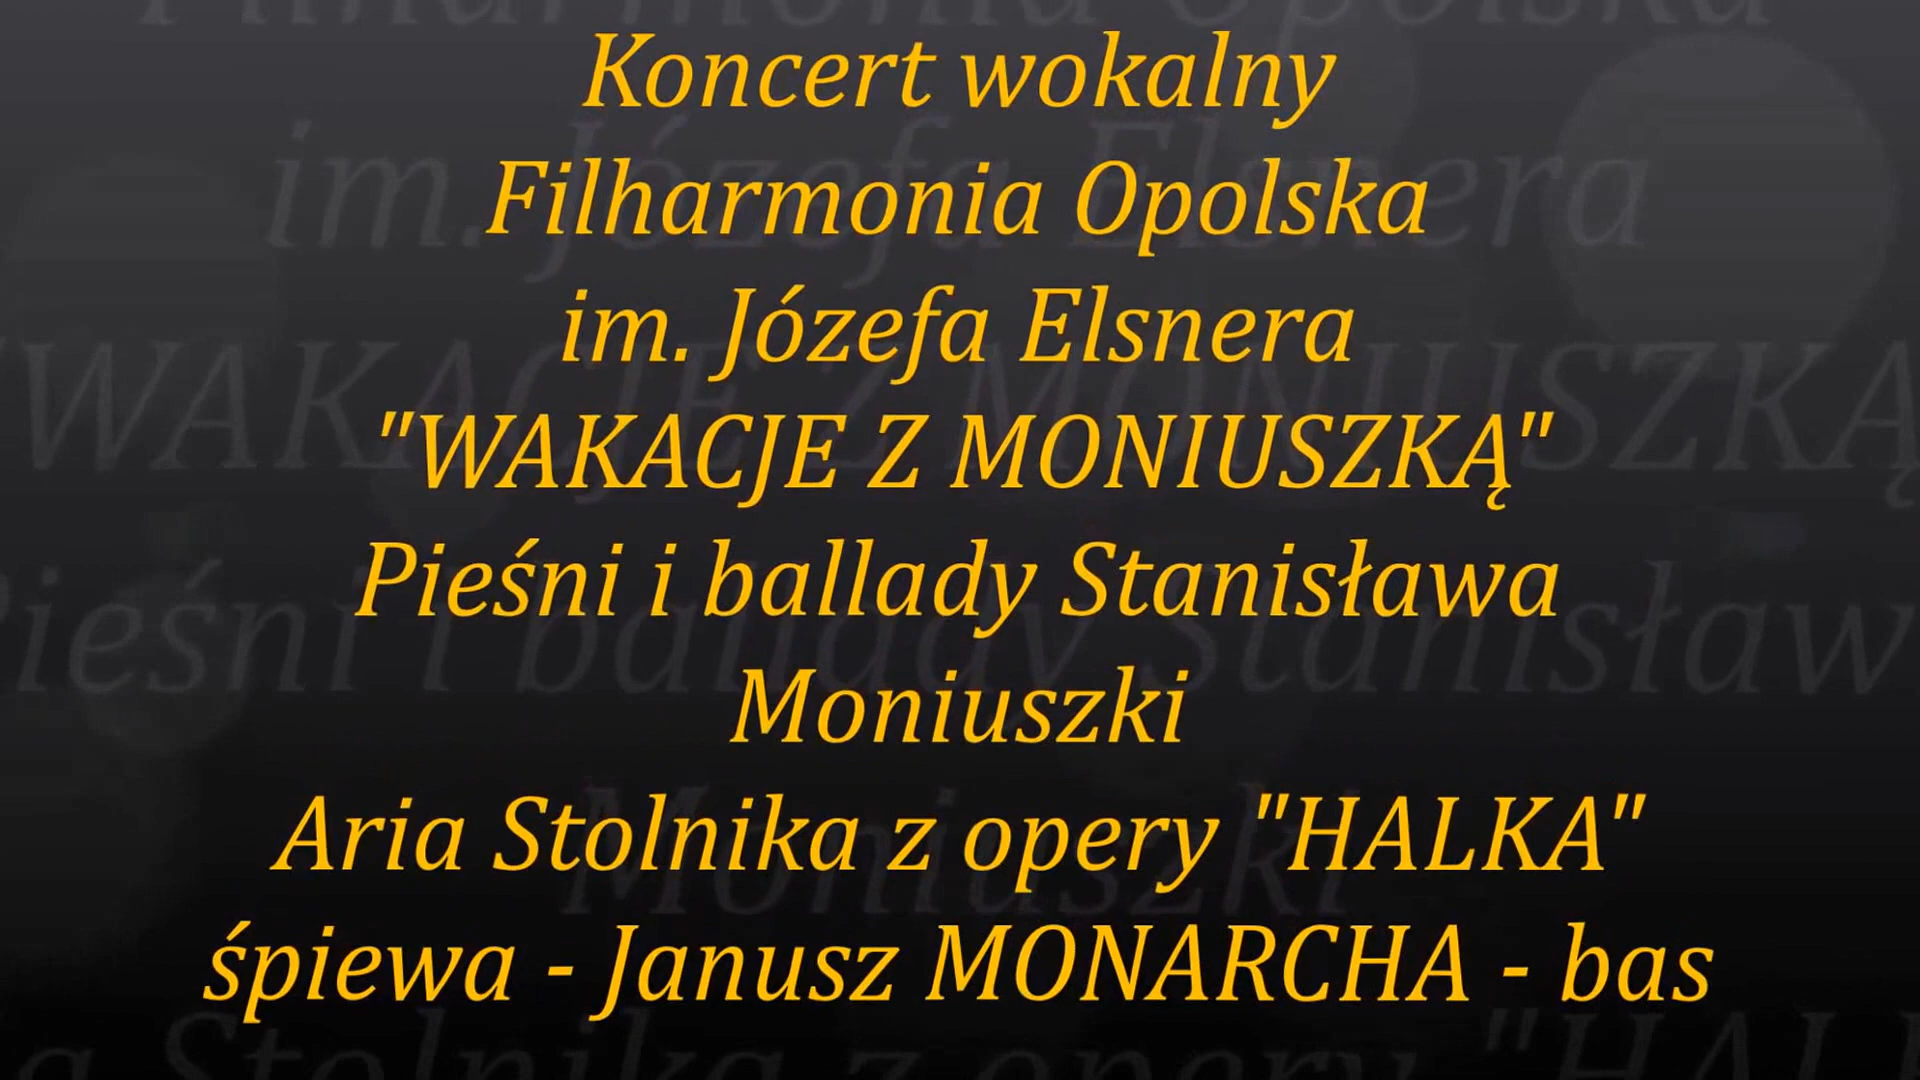 Koncert wokalny
Filharmonia Opolska
im. Józefa Elsnera
"WAKACJE Z MONIUSZKĄ"
Pieśni i ballady Stanisława
Moniuszki
Aria Stolnika z opery "HALKA"
śpiewa - Janusz MONARCHA - bas